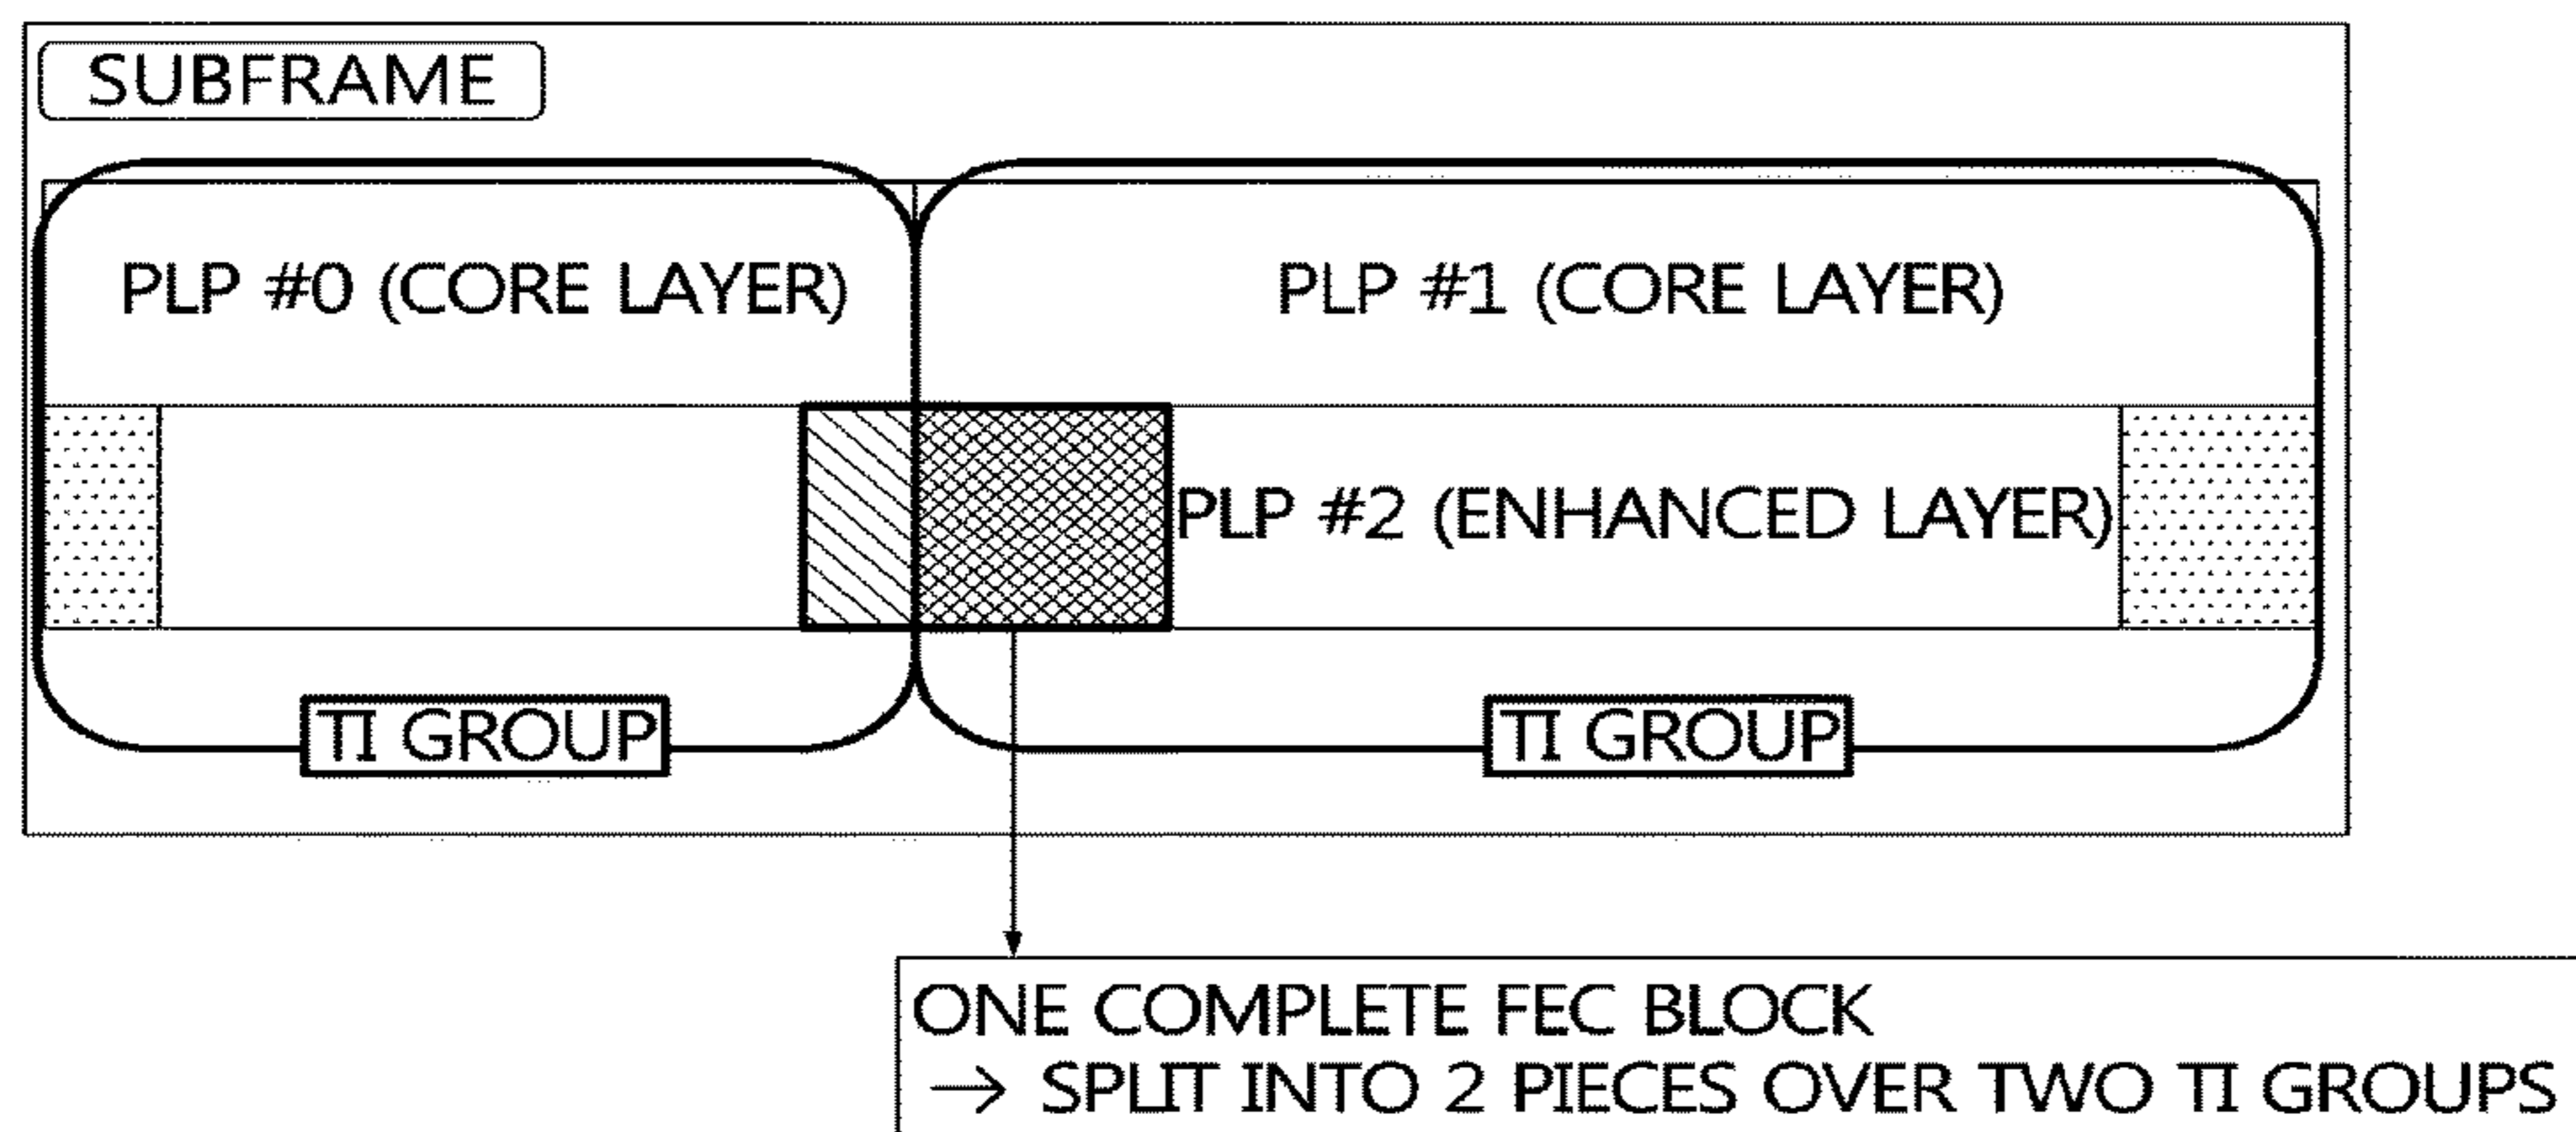 SUBFRAME
PLP #0 (CORE LAYER)
PLP #1 (CORE LAYER)
PLP #2 (ENHANCED LAYER)
TI GROUP
TI GROUP
ONE COMPLETE FEC BLOCK
→ SPLIT INTO 2 PIECES OVER TWO TI GROUPS